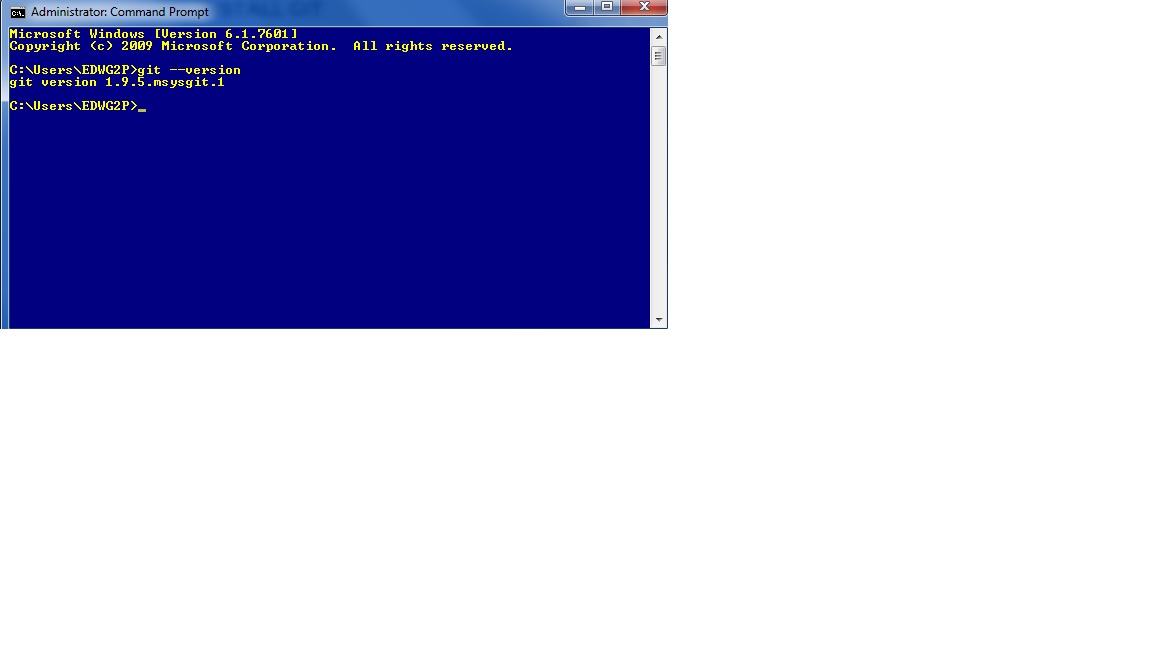 Administrator: Command Prompt
Microsoft Windows [Version 6.1.7601]
Copyright (c) 2009 Microsoft Corporation.  All rights reserved.
C:\Users\EDWG2P>git --version
git version 1.9.5.msysgit.1
C:\Users\EDWG2P>_